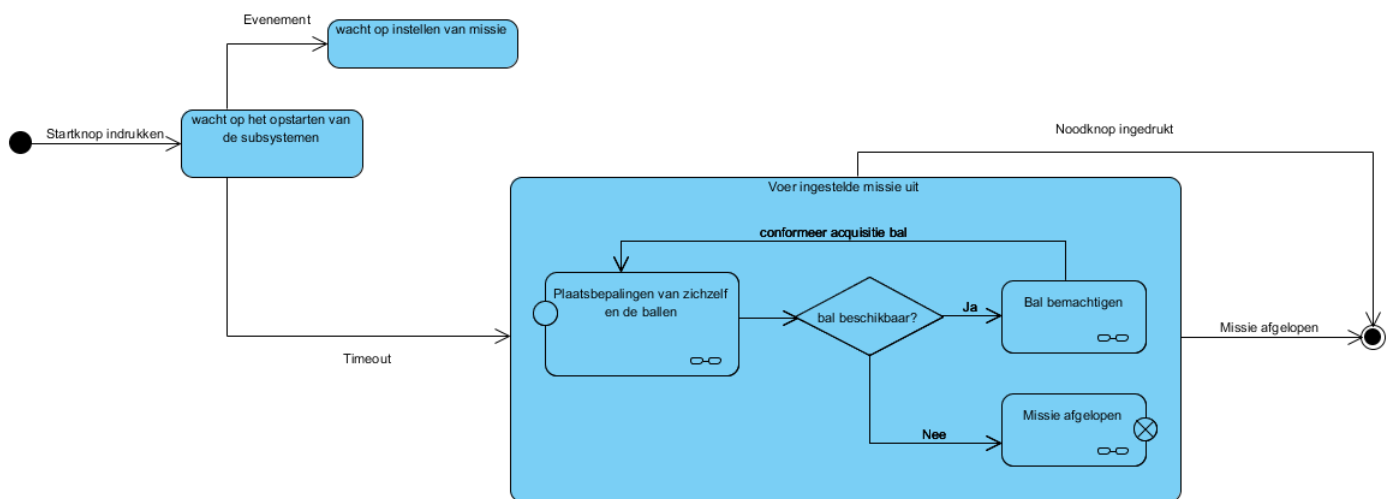 Evenement
wacht op instellen van missie
Startknop indrukken
wacht op het opstarten van
de subsystemen
Noodknop ingedrukt
Voer ingestelde missie uit
conformeer acquisitie bal
Plaatsbepalingen van zichzelf
en de ballen
bal beschikbaar?
Ja
Bal bemachtigen
Missie afgelopen
Timeout
Nee
Missie afgelopen